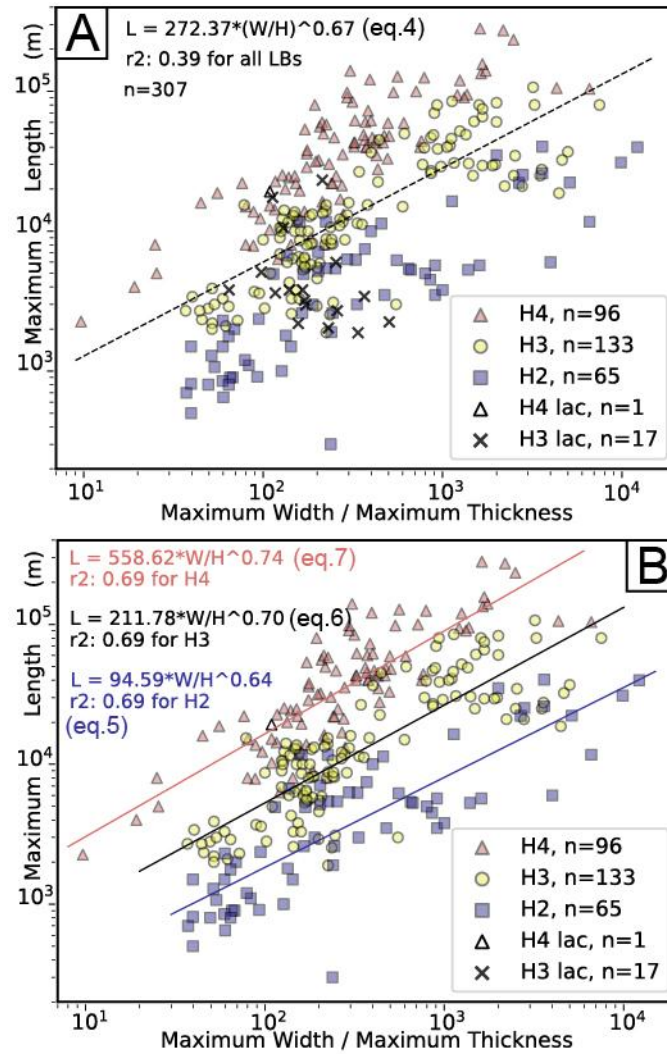 A
L = 272.37*(W/H)^0.67 (eq.4)
r2: 0.39 for all LBs
n=307
Maximum Length (m)
10^5
10^4
10^3
H4, n=96
H3, n=133
H2, n=65
H4 lac, n=1
H3 lac, n=17
10^1
10^2
10^3
10^4
Maximum Width / Maximum Thickness
B
L = 558.62*W/H^0.74 (eq.7)
r2: 0.69 for H4
L = 211.78*W/H^0.70 (eq.6)
r2: 0.69 for H3
L = 94.59*W/H^0.64
r2: 0.69 for H2
(eq.5)
Maximum Length (m)
10^5
10^4
10^3
H4, n=96
H3, n=133
H2, n=65
H4 lac, n=1
H3 lac, n=17
10^1
10^2
10^3
10^4
Maximum Width / Maximum Thickness